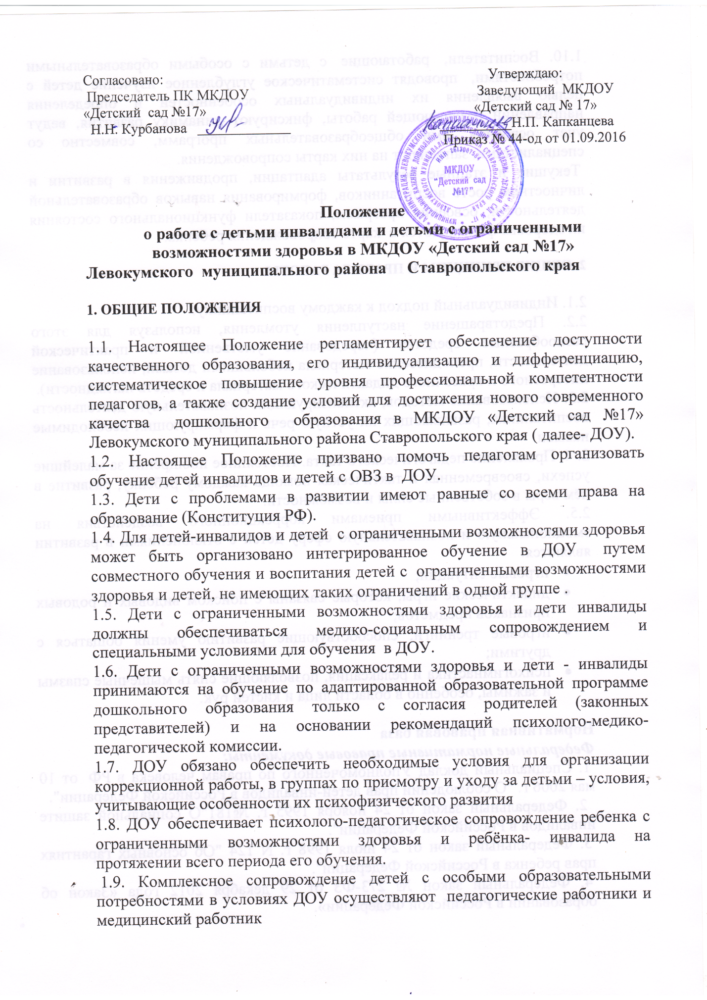 Согласовано:
Председатель ПК МКДОУ
«Детский сад №17»
Н.Н. Курбанова
Утверждаю:
Заведующий МКДОУ
«Детский сад № 17»
Н.П. Капканцева
Приказ № 44-од от 01.09.2016
ИНН 2613007584
МКДОУ
"Детский сад
№17"
Положение
о работе с детьми инвалидами и детьми с ограниченными
возможностями здоровья в МКДОУ «Детский сад №17»
Левокумского муниципального района Ставропольского края
1. ОБЩИЕ ПОЛОЖЕНИЯ
1.1. Настоящее Положение регламентирует обеспечение доступности
качественного образования, его индивидуализацию и дифференциацию,
систематическое повышение уровня профессиональной компетентности
педагогов, а также создание условий для достижения нового современного
качества дошкольного образования в МКДОУ «Детский сад №17»
Левокумского муниципального района Ставропольского края ( далее- ДОУ).
1.2. Настоящее Положение призвано помочь педагогам организовать
обучение детей инвалидов и детей с ОВЗ в ДОУ.
1.3. Дети с проблемами в развитии имеют равные со всеми права на
образование (Конституция РФ).
1.4. Для детей-инвалидов и детей с ограниченными возможностями здоровья
может быть организовано интегрированное обучение в ДОУ путем
совместного обучения и воспитания детей с ограниченными возможностями
здоровья и детей, не имеющих таких ограничений в одной группе .
1.5. Дети с ограниченными возможностями здоровья и дети инвалиды
должны обеспечиваться медико-социальным сопровождением и
специальными условиями для обучения в ДОУ.
1.6. Дети с ограниченными возможностями здоровья и дети - инвалиды
принимаются на обучение по адаптированной образовательной программе
дошкольного образования только с согласия родителей (законных
представителей) и на основании рекомендаций психолого-медико-
педагогической комиссии.
1.7. ДОУ обязано обеспечить необходимые условия для организации
коррекционной работы, в группах по присмотру и уходу за детьми – условия,
учитывающие особенности их психофизического развития
1.8. ДОУ обеспечивает психолого-педагогическое сопровождение ребенка с
ограниченными возможностями здоровья и ребёнка- инвалида на
протяжении всего периода его обучения.
1.9. Комплексное сопровождение детей с особыми образовательными
потребностями в условиях ДОУ осуществляют педагогические работники и
медицинский работник